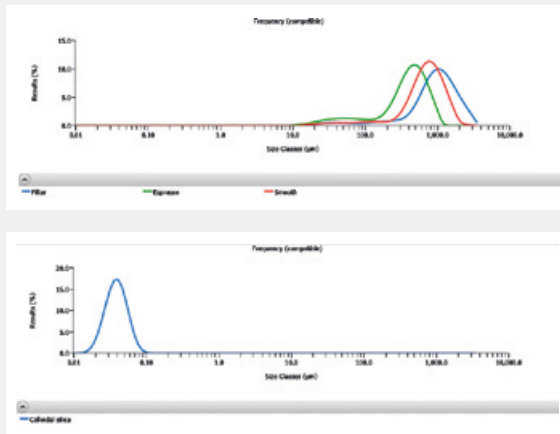 Frequency (compatible)
15.0
10.0
5.0
0.0
Results (%)
0.01 0.10 1.0 10.0 100.0 1,000.0 10,000.0
Size Classes (μm)
Filter Espresso Smooth
Frequency (compatible)
20.0
15.0
10.0
5.0
0.0
Results (%)
0.01 0.10 1.0 10.0 100.0 1,000.0 10,000.0
Size Classes (μm)
Colloidal silica